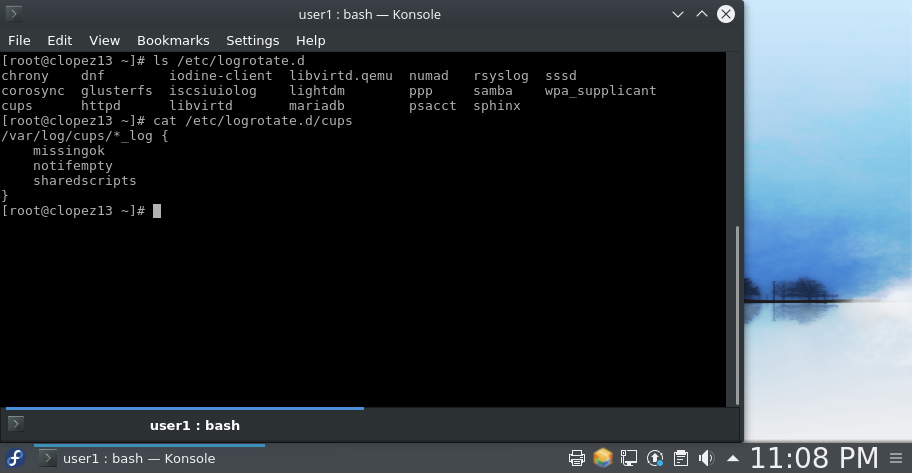 user1 : bash — Konsole
File Edit View Bookmarks Settings Help
[root@clopez13 ~]# ls /etc/logrotate.d
chrony dnf iodine-client libvirtd.qemu numad rsyslog sssd
corosync glusterfs iscsiuiolog lightdm ppp samba wpa_supplicant
cups httpd libvirtd mariadb psacct sphinx
[root@clopez13 ~]# cat /etc/logrotate.d/cups
/var/log/cups/*_log {
    missingok
    notifempty
    sharedscripts
}
[root@clopez13 ~]#
user1 : bash
user1 : bash — Konsole
11:08 PM